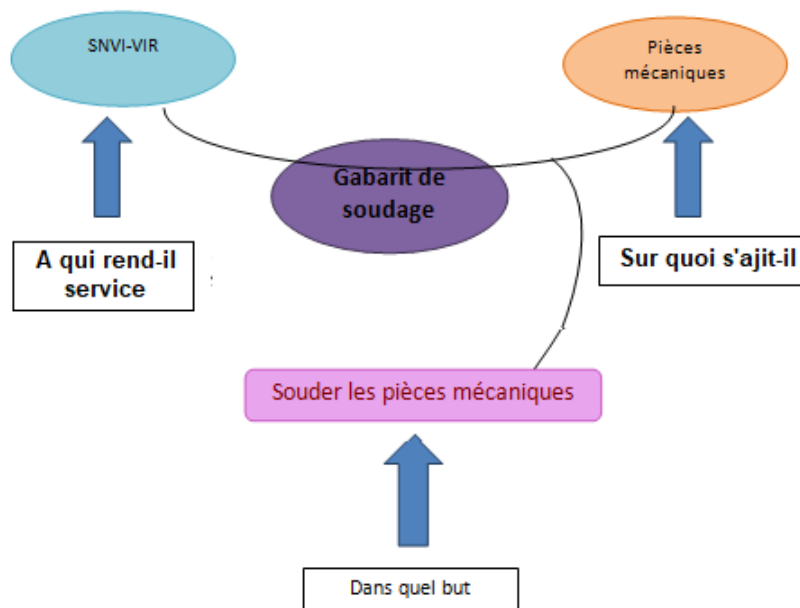 SNVI-VIR
Pièces
mécaniques
Gabarit de
soudage
A qui rend-il
service
Sur quoi s'ajit-il
Souder les pièces mécaniques
Dans quel but